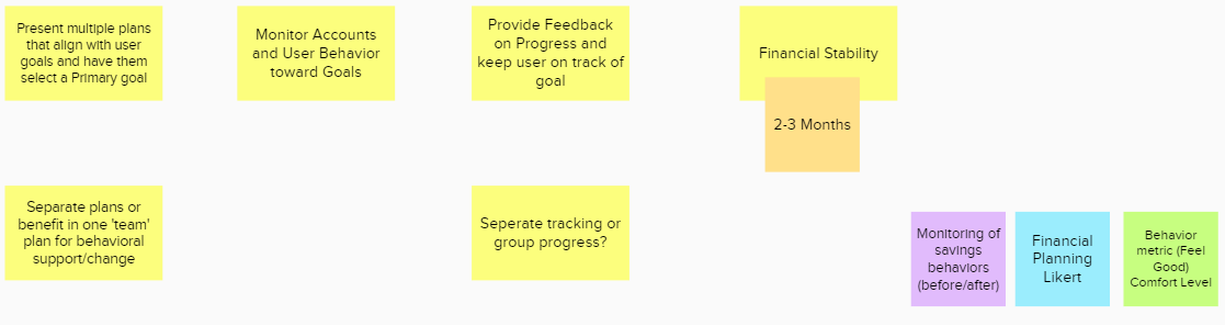 Present multiple plans
that align with user
goals and have them
select a Primary goal
Monitor Accounts
and User Behavior
toward Goals
Provide Feedback
on Progress and
keep user on track of
goal
Financial Stability
2-3 Months
Separate plans or
benefit in one 'team'
plan for behavioral
support/change
Seperate tracking or
group progress?
Monitoring of
savings
behaviors
(before/after)
Financial
Planning
Likert
Behavior
metric (Feel
Good)
Comfort Level